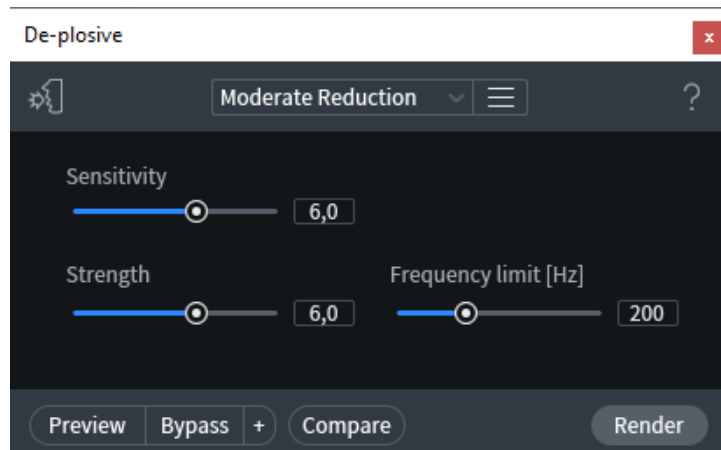 De-plosive
x
Moderate Reduction
?
Sensitivity
6,0
Strength
6,0
Frequency limit [Hz]
200
Preview
Bypass
+
Compare
Render